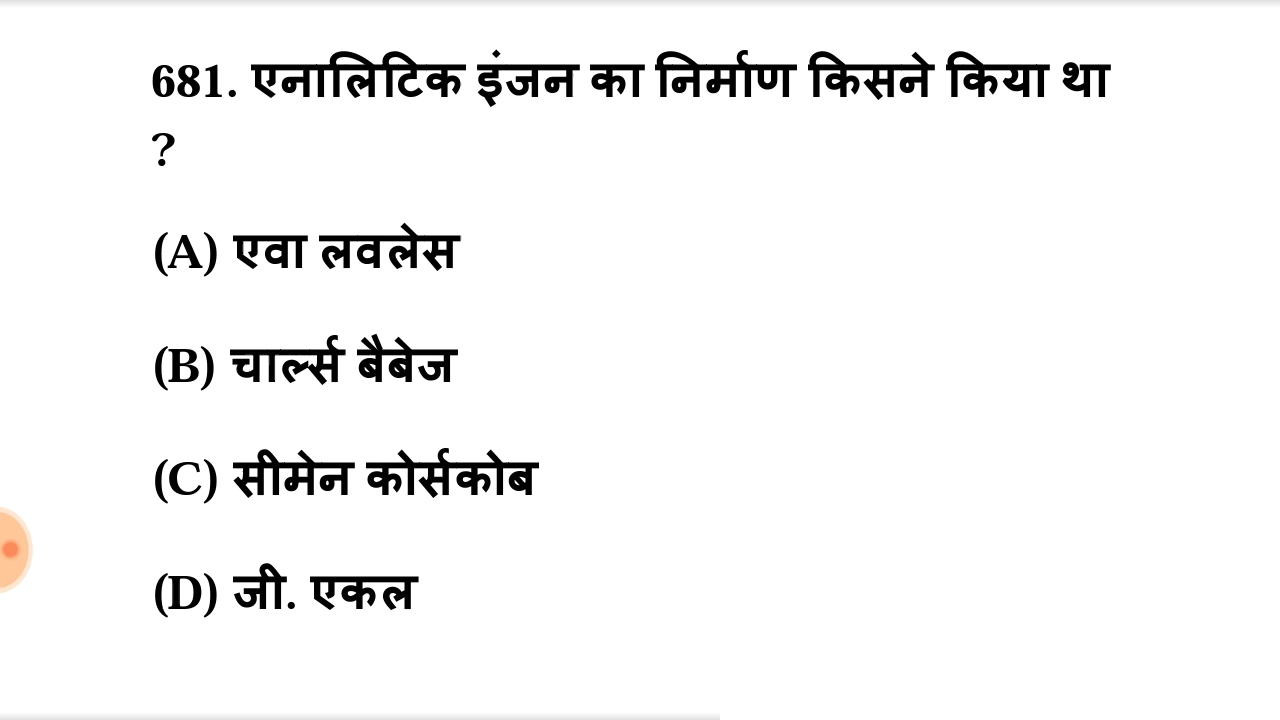 681. एनालिटिक इंजन का निर्माण किसने किया था
?
(A) एवा लवलेस
(B) चार्ल्स बैबेज
(C) सीमेन कोर्सकोब
(D) जी. एकल